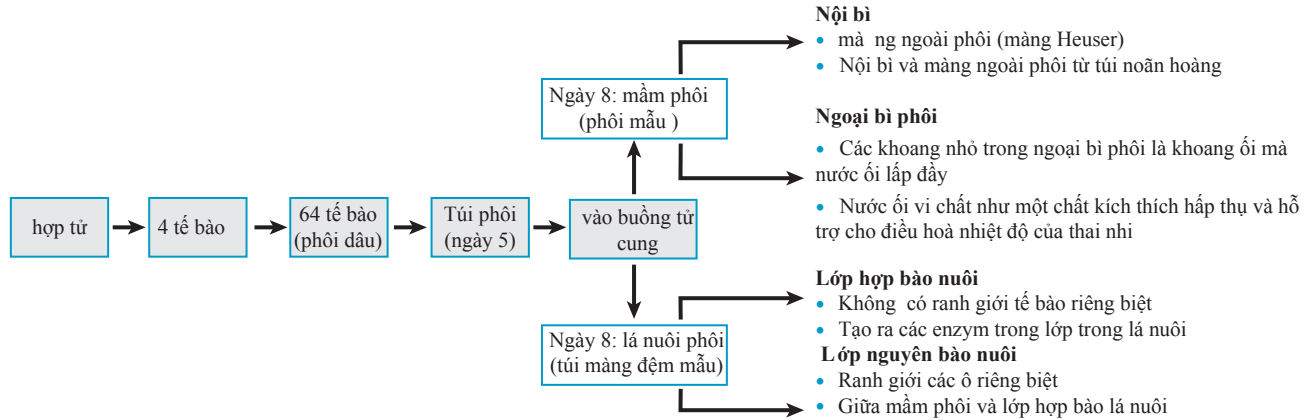 hợp tử
4 tế bào
64 tế bào
(phôi dâu)
Túi phôi
(ngày 5)
vào buồng tử
cung
Ngày 8: mầm phôi
(phôi mẫu )
Nội bì
• mà ng ngoài phôi (màng Heuser)
• Nội bì và màng ngoài phôi từ túi noãn hoàng
Ngoại bì phôi
• Các khoang nhỏ trong ngoại bì phôi là khoang ối mà
nước ối lấp đầy
• Nước ối vi chất như một chất kích thích hấp thụ và hỗ
trợ cho điều hoà nhiệt độ của thai nhi
Ngày 8: lá nuôi phôi
(túi màng đệm mẫu)
Lớp hợp bào nuôi
• Không có ranh giới tế bào riêng biệt
• Tạo ra các enzym trong lớp trong lá nuôi
Lớp nguyên bào nuôi
• Ranh giới các ô riêng biệt
• Giữa mầm phôi và lớp hợp bào lá nuôi